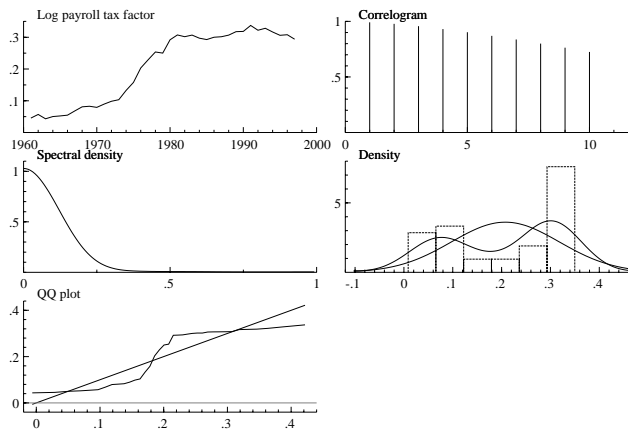 Log payroll tax factor
Correlogram
.3
.2
.1
1960 1970 1980 1990 2000
1
.5
0 5 10
Spectral density
Density
1
.5
0 .5 1
5
-.1 0 .1 .2 .3 .4
QQ plot
.4
.2
0
0 .1 .2 .3 .4